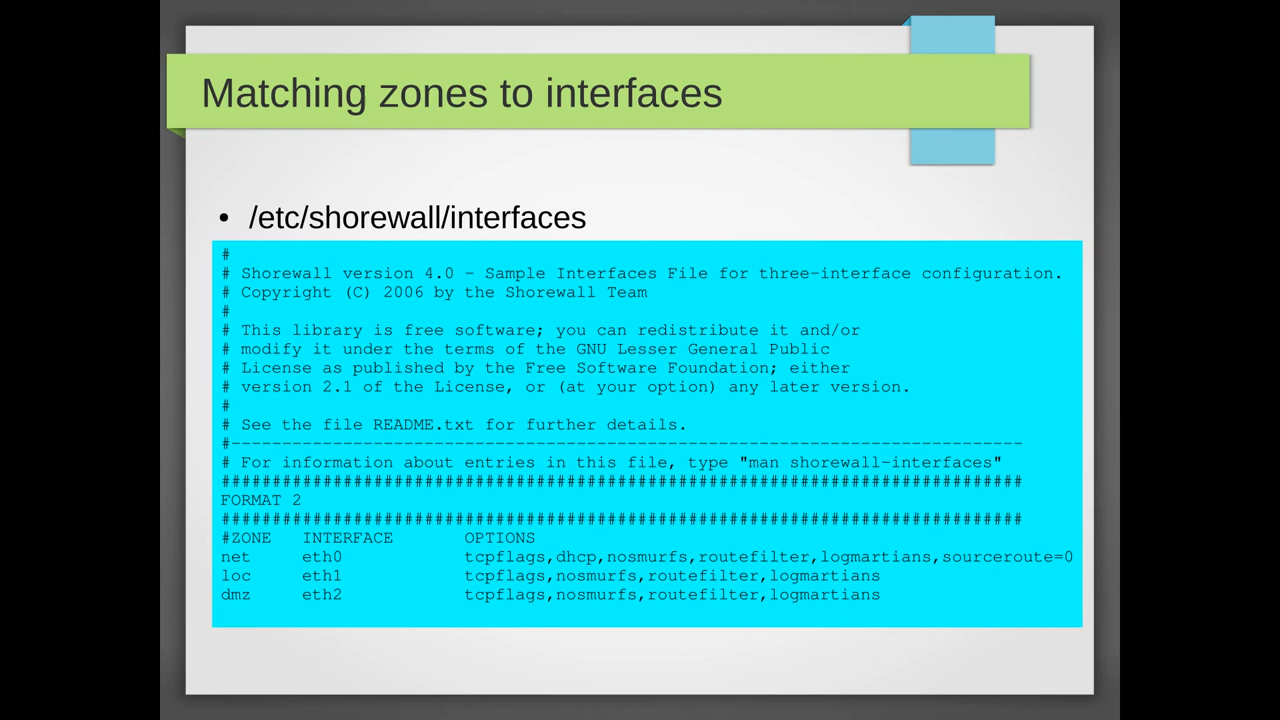 Matching zones to interfaces
• /etc/shorewall/interfaces
#
# Shorewall version 4.0 - Sample Interfaces File for three-interface configuration.
# Copyright (C) 2006 by the Shorewall Team
#
# This library is free software; you can redistribute it and/or
# modify it under the terms of the GNU Lesser General Public
# License as published by the Free Software Foundation; either
# version 2.1 of the License, or (at your option) any later version.
#
# See the file README.txt for further details.
#------------------------------------------------------------------------------
# For information about entries in this file, type "man shorewall-interfaces"
###############################################################################
FORMAT 2
###############################################################################
#ZONE   INTERFACE       OPTIONS
net     eth0            tcpflags,dhcp,nosmurfs,routefilter,logmartians,sourceroute=0
loc     eth1            tcpflags,nosmurfs,routefilter,logmartians
dmz     eth2            tcpflags,nosmurfs,routefilter,logmartians